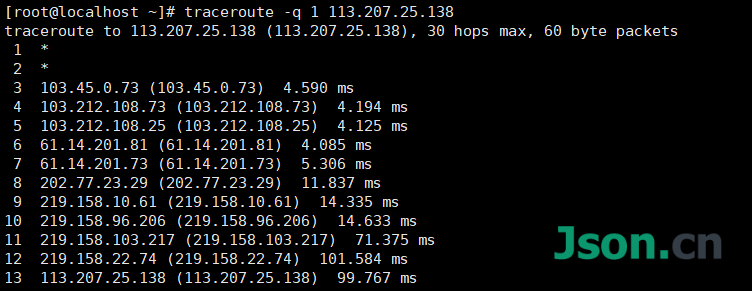 [root@localhost ~]# traceroute -q 1 113.207.25.138
traceroute to 113.207.25.138 (113.207.25.138), 30 hops max, 60 byte packets
1 *
2 *
3 103.45.0.73 (103.45.0.73) 4.590 ms
4 103.212.108.73 (103.212.108.73) 4.194 ms
5 103.212.108.25 (103.212.108.25) 4.125 ms
6 61.14.201.81 (61.14.201.81) 4.085 ms
7 61.14.201.73 (61.14.201.73) 5.306 ms
8 202.77.23.29 (202.77.23.29) 11.837 ms
9 219.158.10.61 (219.158.10.61) 14.335 ms
10 219.158.96.206 (219.158.96.206) 14.633 ms
11 219.158.103.217 (219.158.103.217) 71.375 ms
12 219.158.22.74 (219.158.22.74) 101.584 ms
13 113.207.25.138 (113.207.25.138) 99.767 ms
Json.cn